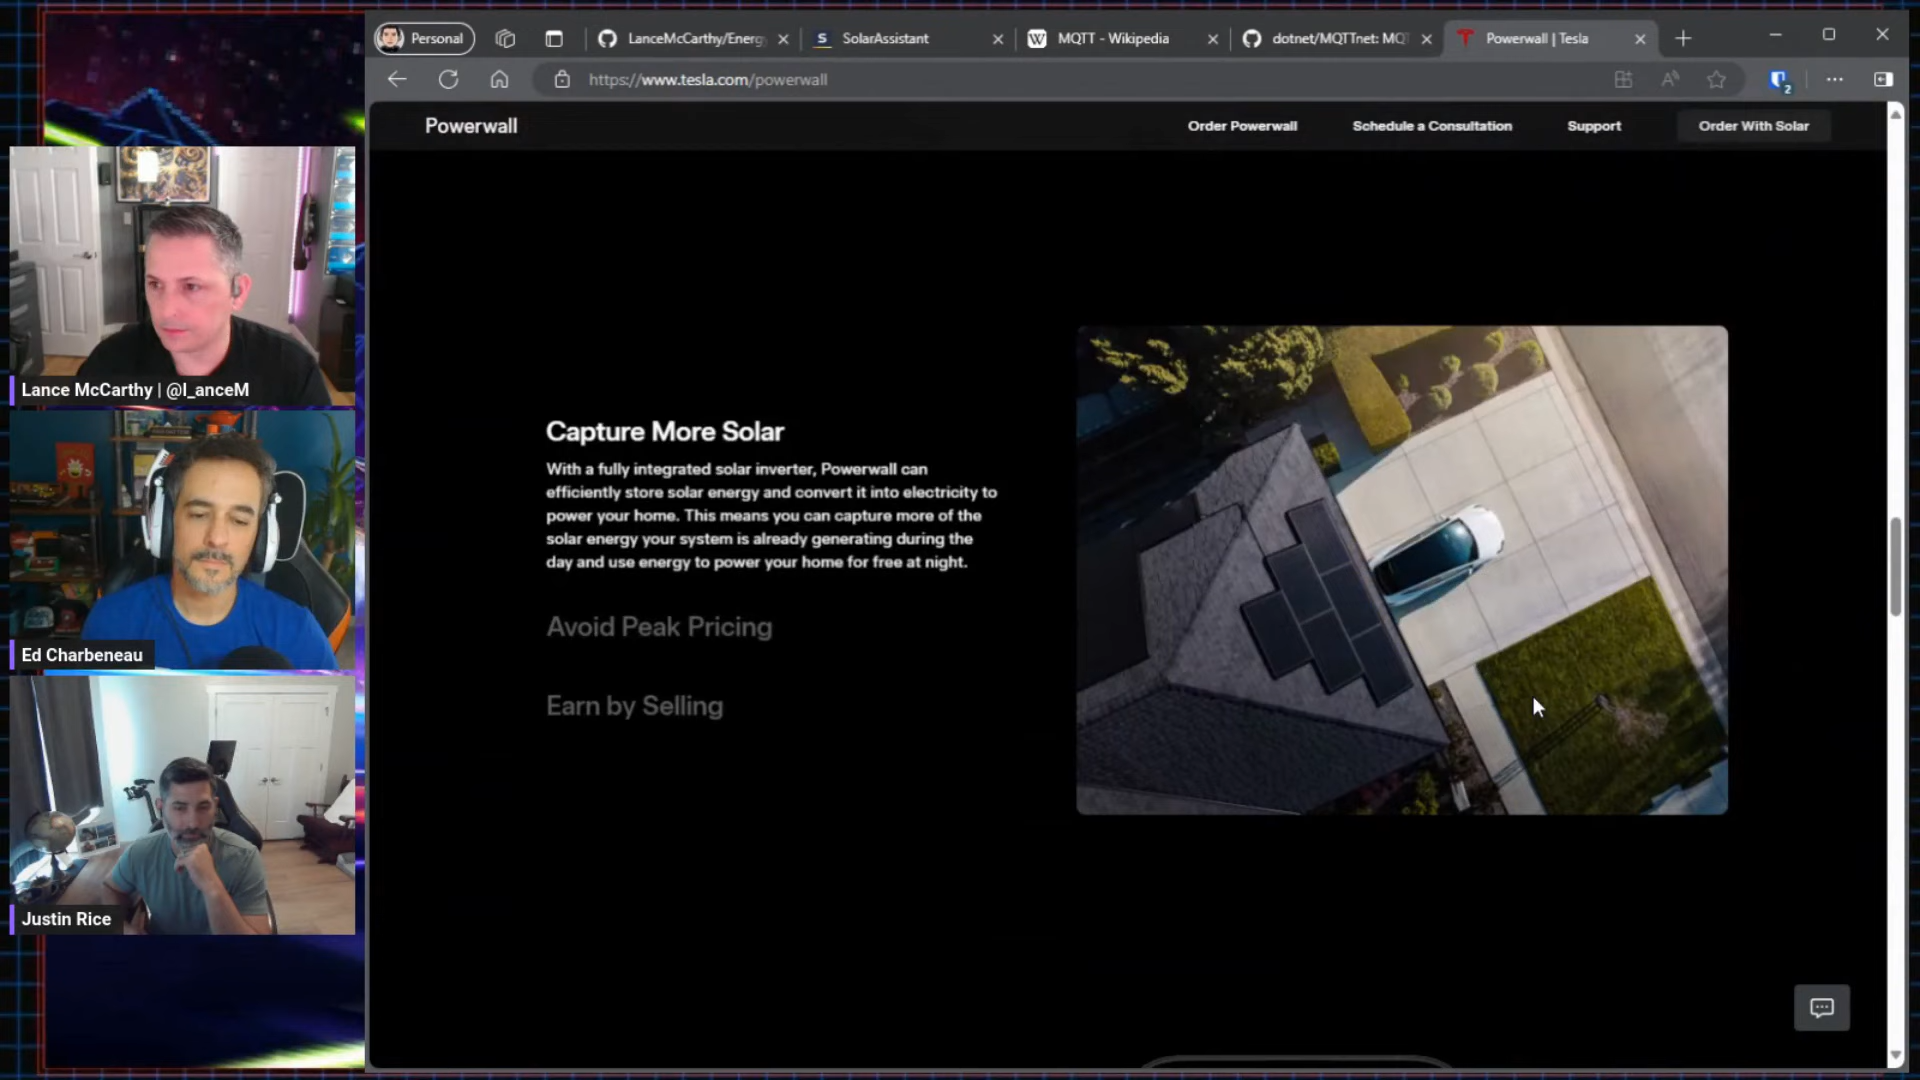 Personal
LanceMcCarthy/Energ
SolarAssistant
MQTT - Wikipedia
dotnet/MQTTnet: MQT
Powerwall | Tesla
https://www.tesla.com/powerwall
2
Powerwall
Order Powerwall
Schedule a Consultation
Support
Order With Solar
Capture More Solar
With a fully integrated solar inverter, Powerwall can
efficiently store solar energy and convert it into electricity to
power your home. This means you can capture more of the
solar energy your system is already generating during the
day and use energy to power your home for free at night.
Avoid Peak Pricing
Earn by Selling
Lance McCarthy | @l_anceM
Ed Charbeneau
Justin Rice